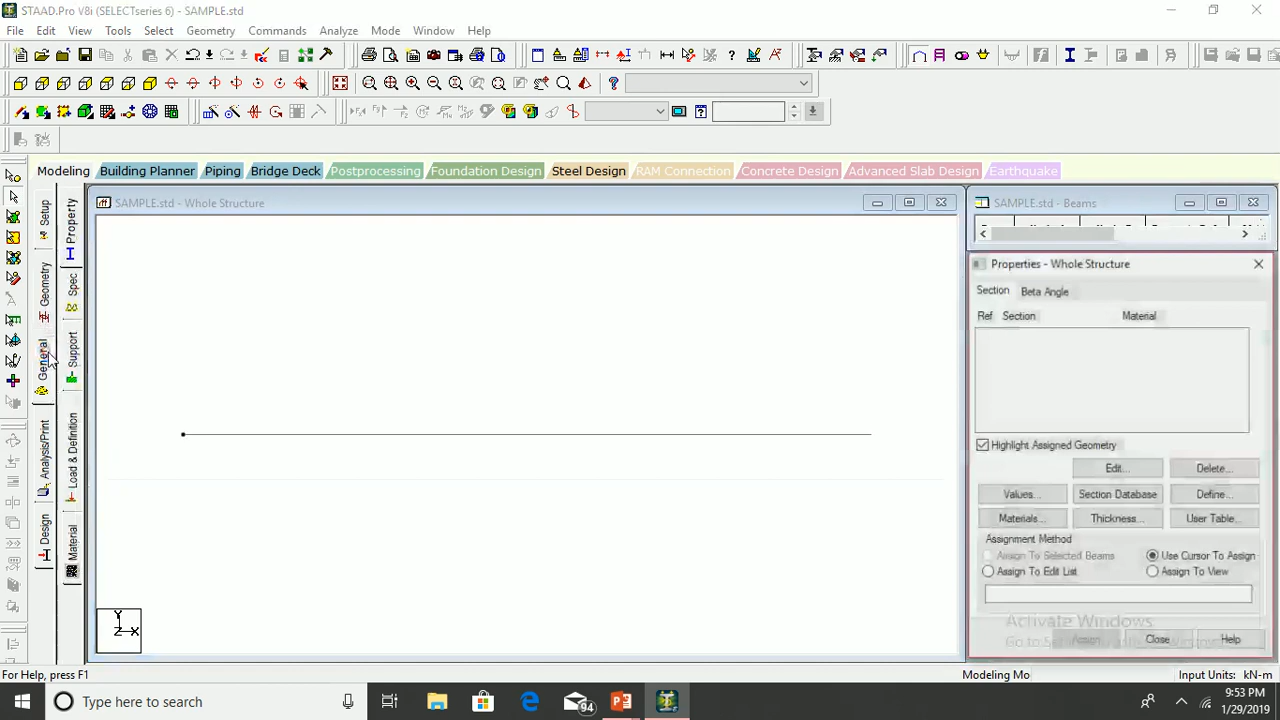 STAAD.Pro V8i (SELECTseries 6) - SAMPLE.std
File Edit View Tools Select Geometry Commands Analyze Mode Window Help
Modeling Building Planner Piping Bridge Deck Postprocessing Foundation Design Steel Design RAM Connection Concrete Design Advanced Slab Design Earthquake
Setup
Geometry
General
Analysis/Print
Design
Property
Spec
Support
Load & Definition
Material
SAMPLE.std - Whole Structure
Y
Z X
SAMPLE.std - Beams
Properties - Whole Structure
Section Beta Angle
Ref Section Material
Highlight Assigned Geometry
Edit... Delete...
Values... Section Database Define...
Materials... Thickness... User Table...
Assignment Method
Assign To Selected Beams Use Cursor To Assign
Assign To Edit List Assign To View
Activate Windows
Assign Close Help
For Help, press F1 Modeling Mo Input Units: kN-m
Type here to search
94
9:53 PM
1/29/2019